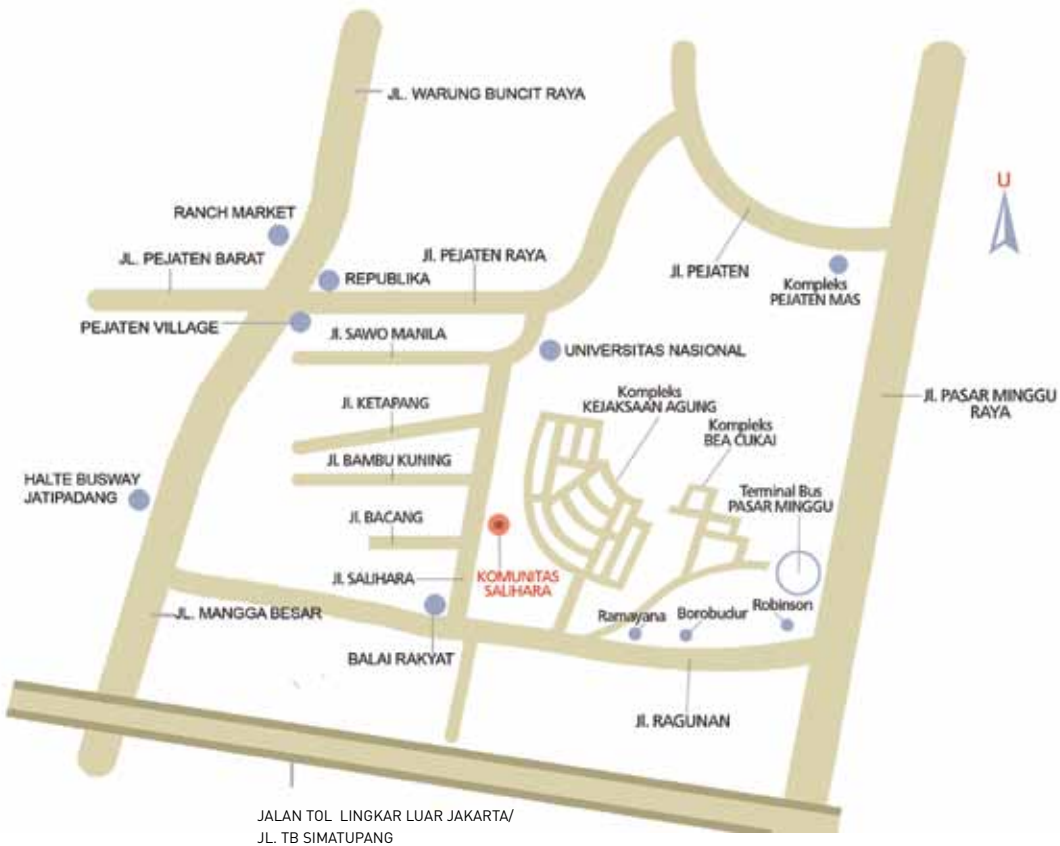 JL. WARUNG BUNCIT RAYA
U
RANCH MARKET
JL. PEJATEN BARAT
Jl. PEJATEN RAYA
Jl. PEJATEN
REPUBLIKA
Kompleks
PEJATEN MAS
PEJATEN VILLAGE
Jl. SAWO MANILA
UNIVERSITAS NASIONAL
Kompleks
KEJAKSAAN AGUNG
Jl. PASAR MINGGU
RAYA
Jl. KETAPANG
Kompleks
BEA CUKAI
Jl. BAMBU KUNING
HALTE BUSWAY
JATIPADANG
Terminal Bus
PASAR MINGGU
Jl. BACANG
Jl. SALIHARA
KOMUNITAS
SALIHARA
JL. MANGGA BESAR
Ramayana
Borobudur
Robinson
BALAI RAKYAT
Jl. RAGUNAN
JALAN TOL LINGKAR LUAR JAKARTA/
JL. TB SIMATUPANG